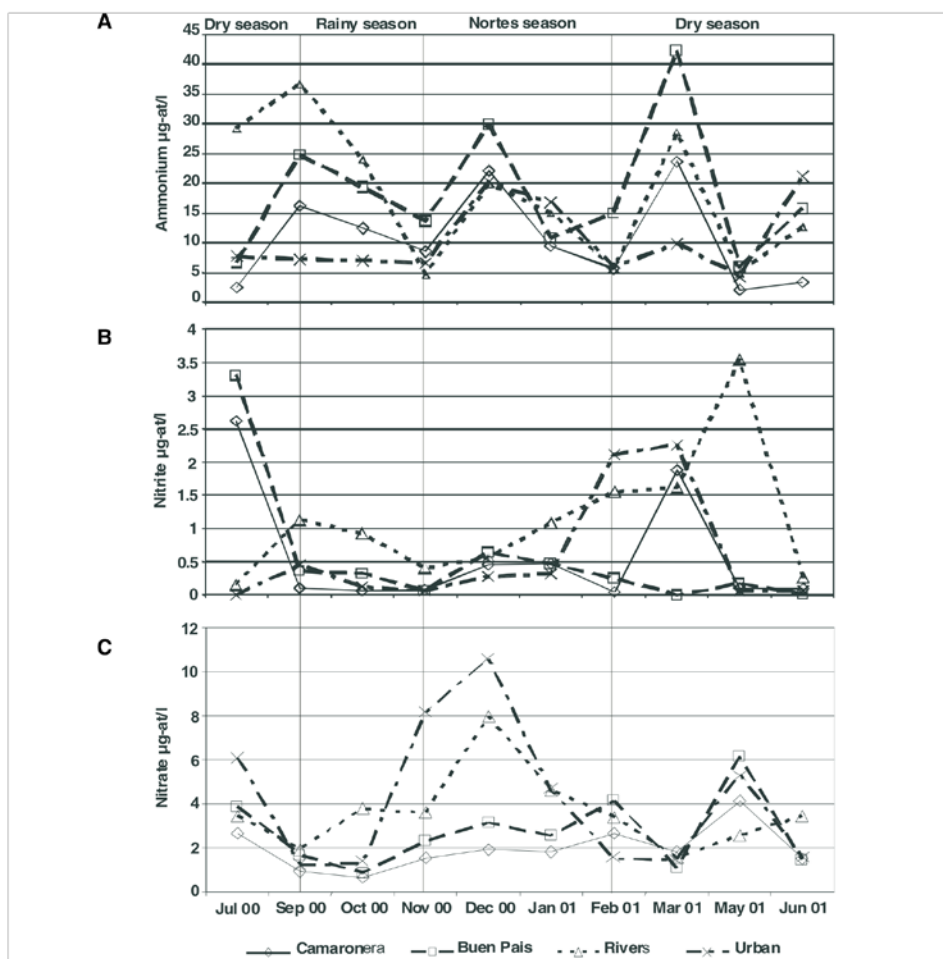 A
Dry season Rainy season Nortes season Dry season
Ammonium µg-at/l
45
40
35
30
25
20
15
10
5
0
B
Nitrite µg-at/l
4
3.5
3
2.5
2
1.5
1
0.5
0
C
Nitrate µg-at/l
12
10
8
6
4
2
0
Jul 00 Sep 00 Oct 00 Nov 00 Dec 00 Jan 01 Feb 01 Mar 01 May 01 Jun 01
Camaronera Buen Pais Rivers Urban